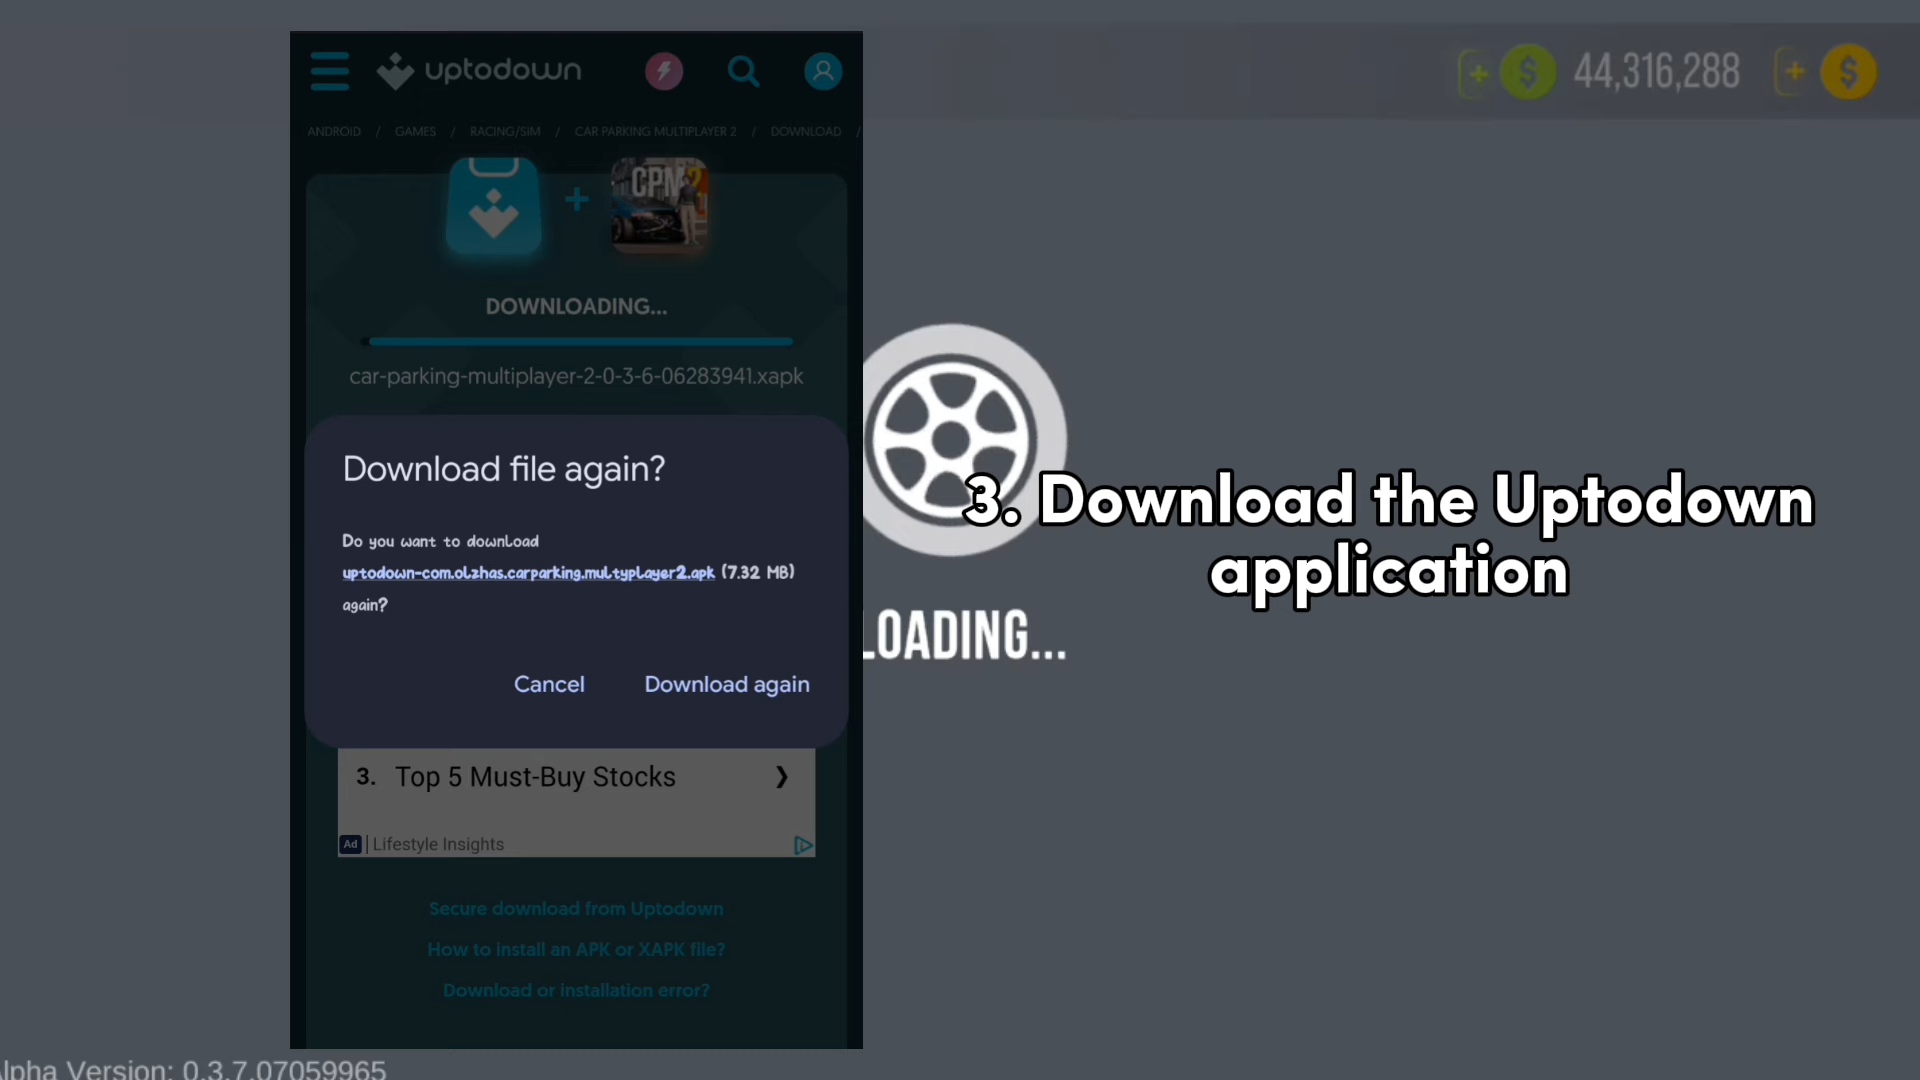 uptodown
ANDROID / GAMES / RACING/SIM / CAR PARKING MULTIPLAYER 2 / DOWNLOAD /
CPM2
DOWNLOADING...
car-parking-multiplayer-2-0-3-6-06283941.xapk
Download file again?
Do you want to download
uptodown-com.olzhas.carparking.multyplayer2.apk (7.32 MB)
again?
Cancel
Download again
3. Top 5 Must-Buy Stocks
Ad | Lifestyle Insights
Secure download from Uptodown
How to install an APK or XAPK file?
Download or installation error?
44,316,288
3. Download the Uptodown
application
LOADING...
Alpha Version: 0.3.7.07059965